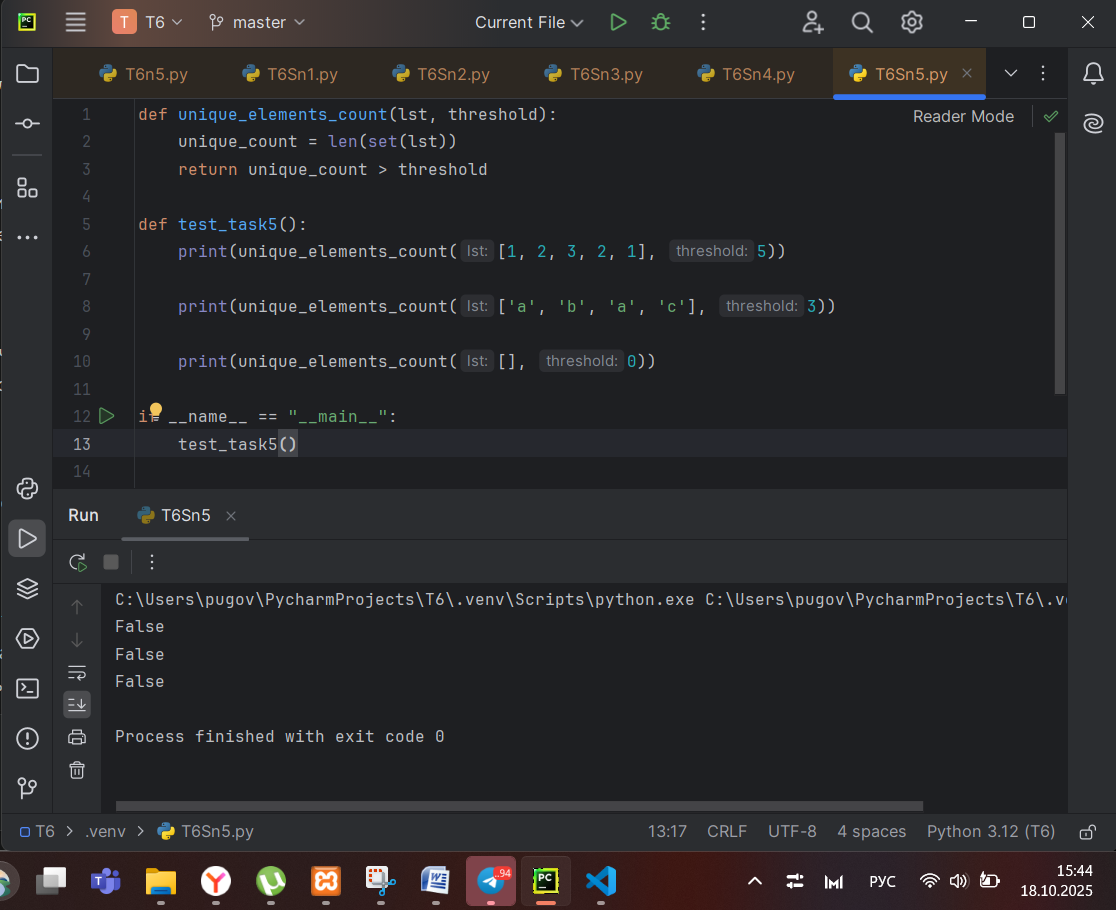 PC T T6 master Current File
T6n5.py T6Sn1.py T6Sn2.py T6Sn3.py T6Sn4.py T6Sn5.py
Reader Mode
1 def unique_elements_count(lst, threshold):
2     unique_count = len(set(lst))
3     return unique_count > threshold
4
5 def test_task5():
6     print(unique_elements_count( lst: [1, 2, 3, 2, 1], threshold: 5))
7
8     print(unique_elements_count( lst: ['a', 'b', 'a', 'c'], threshold: 3))
9
10     print(unique_elements_count( lst: [], threshold: 0))
11
12 if __name__ == "__main__":
13     test_task5()
14
Run T6Sn5
C:\Users\pugov\PycharmProjects\T6\.venv\Scripts\python.exe C:\Users\pugov\PycharmProjects\T6\.ve
False
False
False
Process finished with exit code 0
T6 > .venv > T6Sn5.py 13:17 CRLF UTF-8 4 spaces Python 3.12 (T6)
..94 PC РУС 15:44
18.10.2025